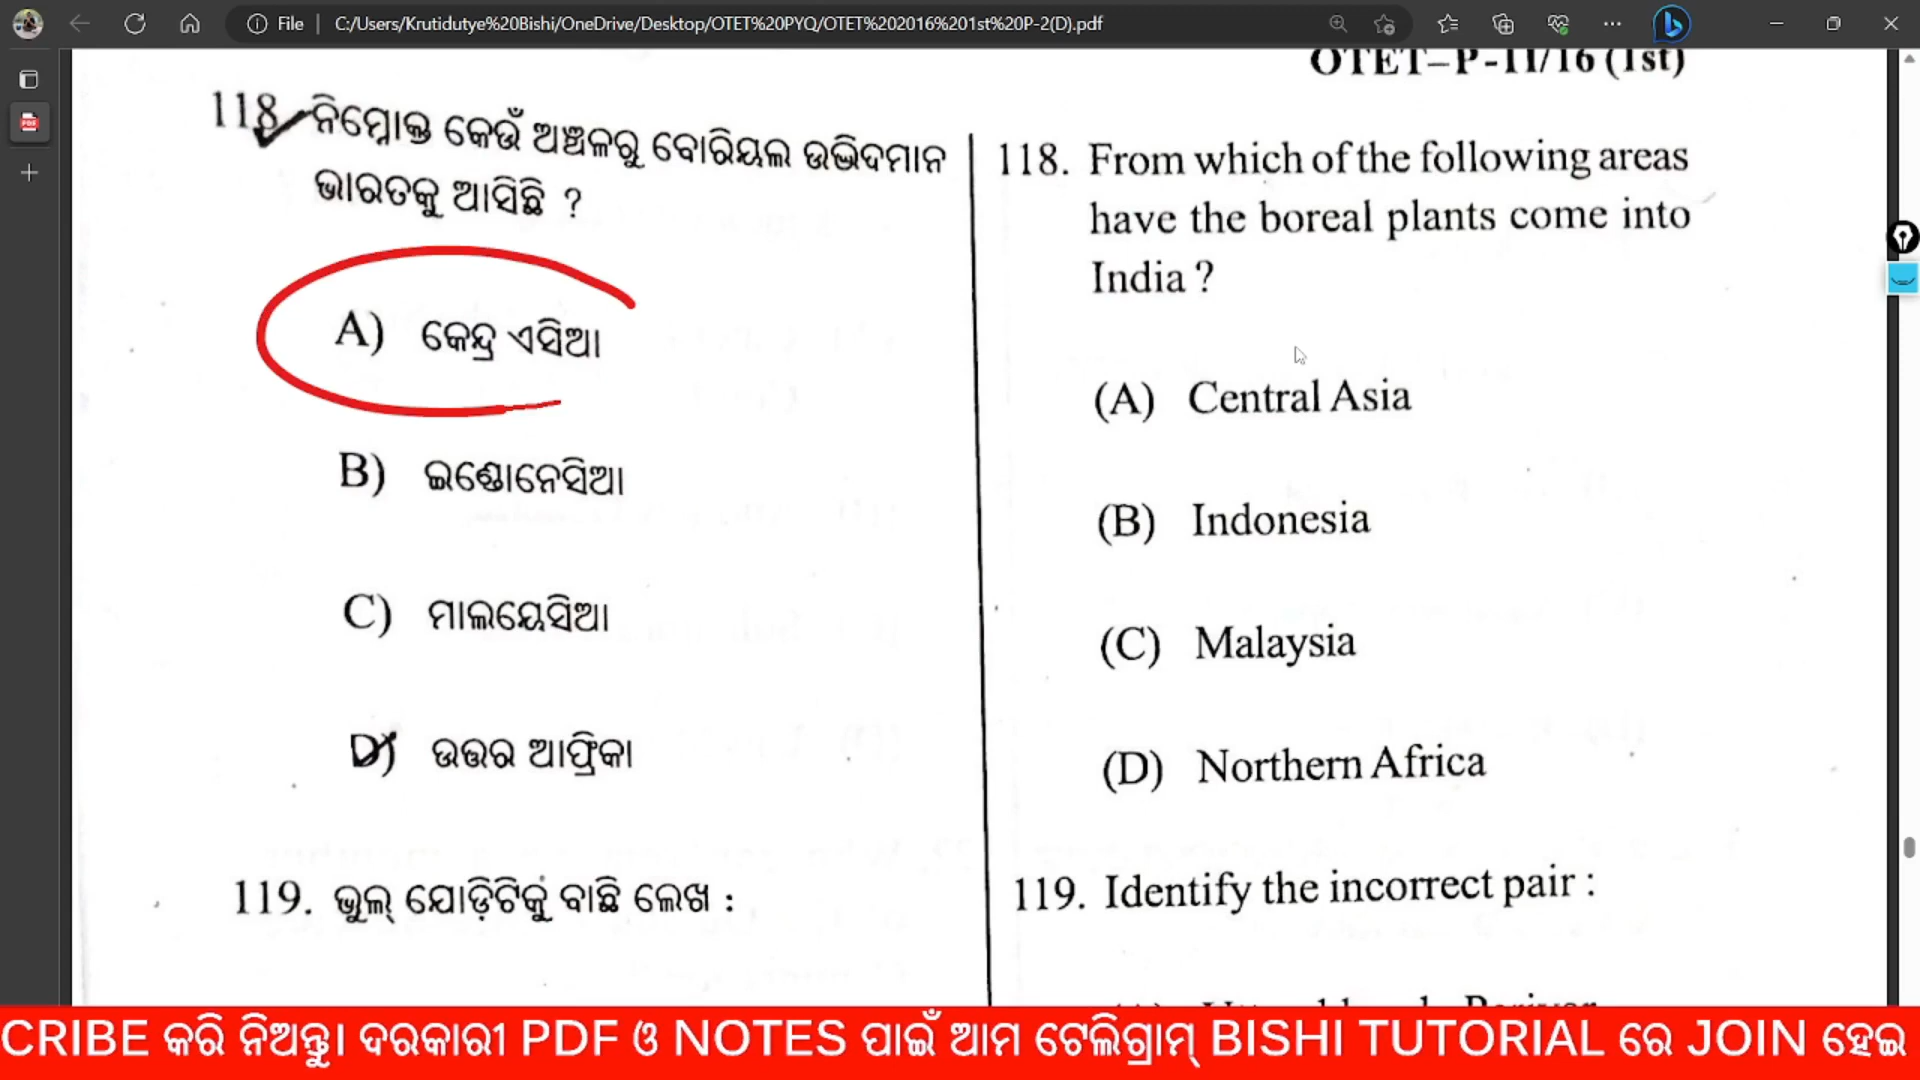 File
C:/Users/Krutidutye%20Bishi/OneDrive/Desktop/OTET%20PYQ/OTET%202016%201st%20P-2(D).pdf
OTET–P-II/16 (1st)
118. ନିମ୍ନୋକ୍ତ କେଉଁ ଅଞ୍ଚଳରୁ ବୋରିୟଲ ଉଦ୍ଭିଦମାନ
ଭାରତକୁ ଆସିଛି ?
A) କେନ୍ଦ୍ର ଏସିଆ
B) ଇଣ୍ଡୋନେସିଆ
C) ମାଲୟେସିଆ
D) ଉତ୍ତର ଆଫ୍ରିକା
119. ଭୁଲ୍ ଯୋଡ଼ିଟିକୁ ବାଛି ଲେଖ :
118. From which of the following areas
have the boreal plants come into
India ?
(A) Central Asia
(B) Indonesia
(C) Malaysia
(D) Northern Africa
119. Identify the incorrect pair :
CRIBE କରି ନିଅନ୍ତୁ। ଦରକାରୀ PDF ଓ NOTES ପାଇଁ ଆମ ଟେଲିଗ୍ରାମ୍ BISHI TUTORIAL ରେ JOIN ହେଇ